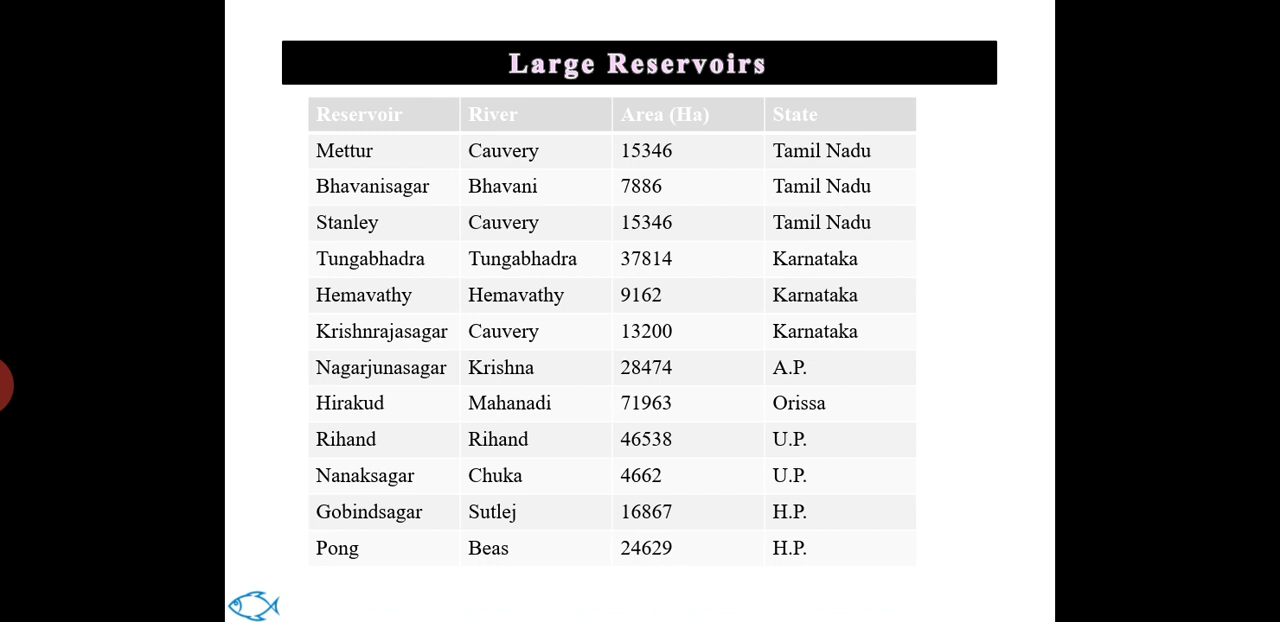 Large Reservoirs
Reservoir River Area (Ha) State
Mettur Cauvery 15346 Tamil Nadu
Bhavanisagar Bhavani 7886 Tamil Nadu
Stanley Cauvery 15346 Tamil Nadu
Tungabhadra Tungabhadra 37814 Karnataka
Hemavathy Hemavathy 9162 Karnataka
Krishnrajasagar Cauvery 13200 Karnataka
Nagarjunasagar Krishna 28474 A.P.
Hirakud Mahanadi 71963 Orissa
Rihand Rihand 46538 U.P.
Nanaksagar Chuka 4662 U.P.
Gobindsagar Sutlej 16867 H.P.
Pong Beas 24629 H.P.